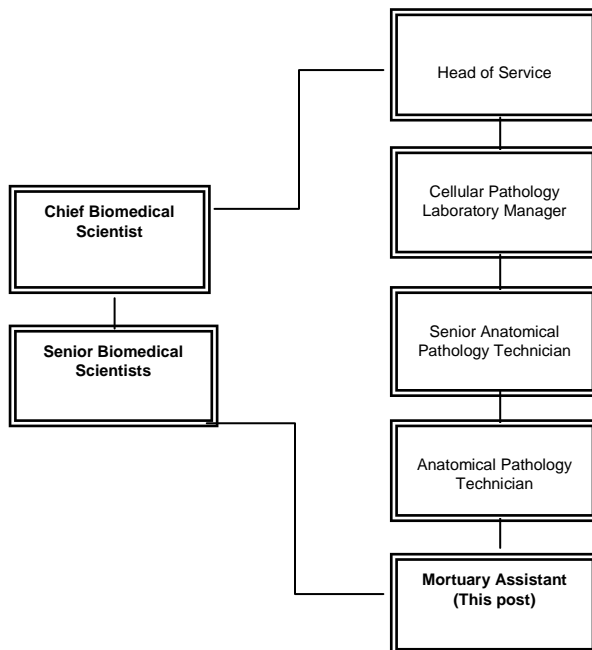 Head of Service
Cellular Pathology
Laboratory Manager
Chief Biomedical
Scientist
Senior Anatomical
Pathology Technician
Senior Biomedical
Scientists
Anatomical Pathology
Technician
Mortuary Assistant
(This post)